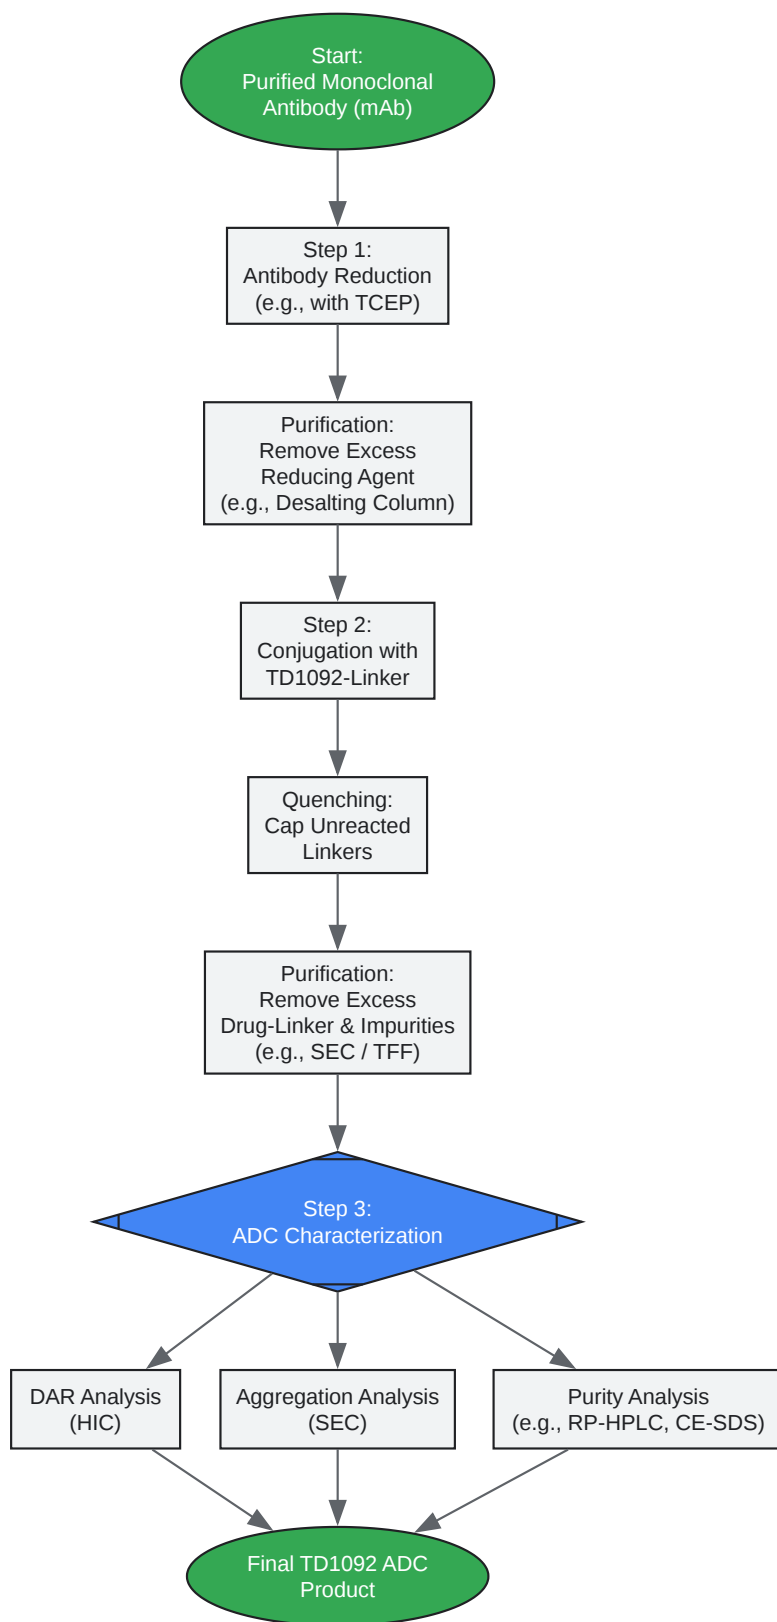 Start:
Purified Monoclonal
Antibody (mAb)
Step 1:
Antibody Reduction
(e.g., with TCEP)
Purification:
Remove Excess
Reducing Agent
(e.g., Desalting Column)
Step 2:
Conjugation with
TD1092-Linker
Quenching:
Cap Unreacted
Linkers
Purification:
Remove Excess
Drug-Linker & Impurities
(e.g., SEC / TFF)
Step 3:
ADC Characterization
DAR Analysis
(HIC)
Aggregation Analysis
(SEC)
Purity Analysis
(e.g., RP-HPLC, CE-SDS)
Final TD1092 ADC
Product